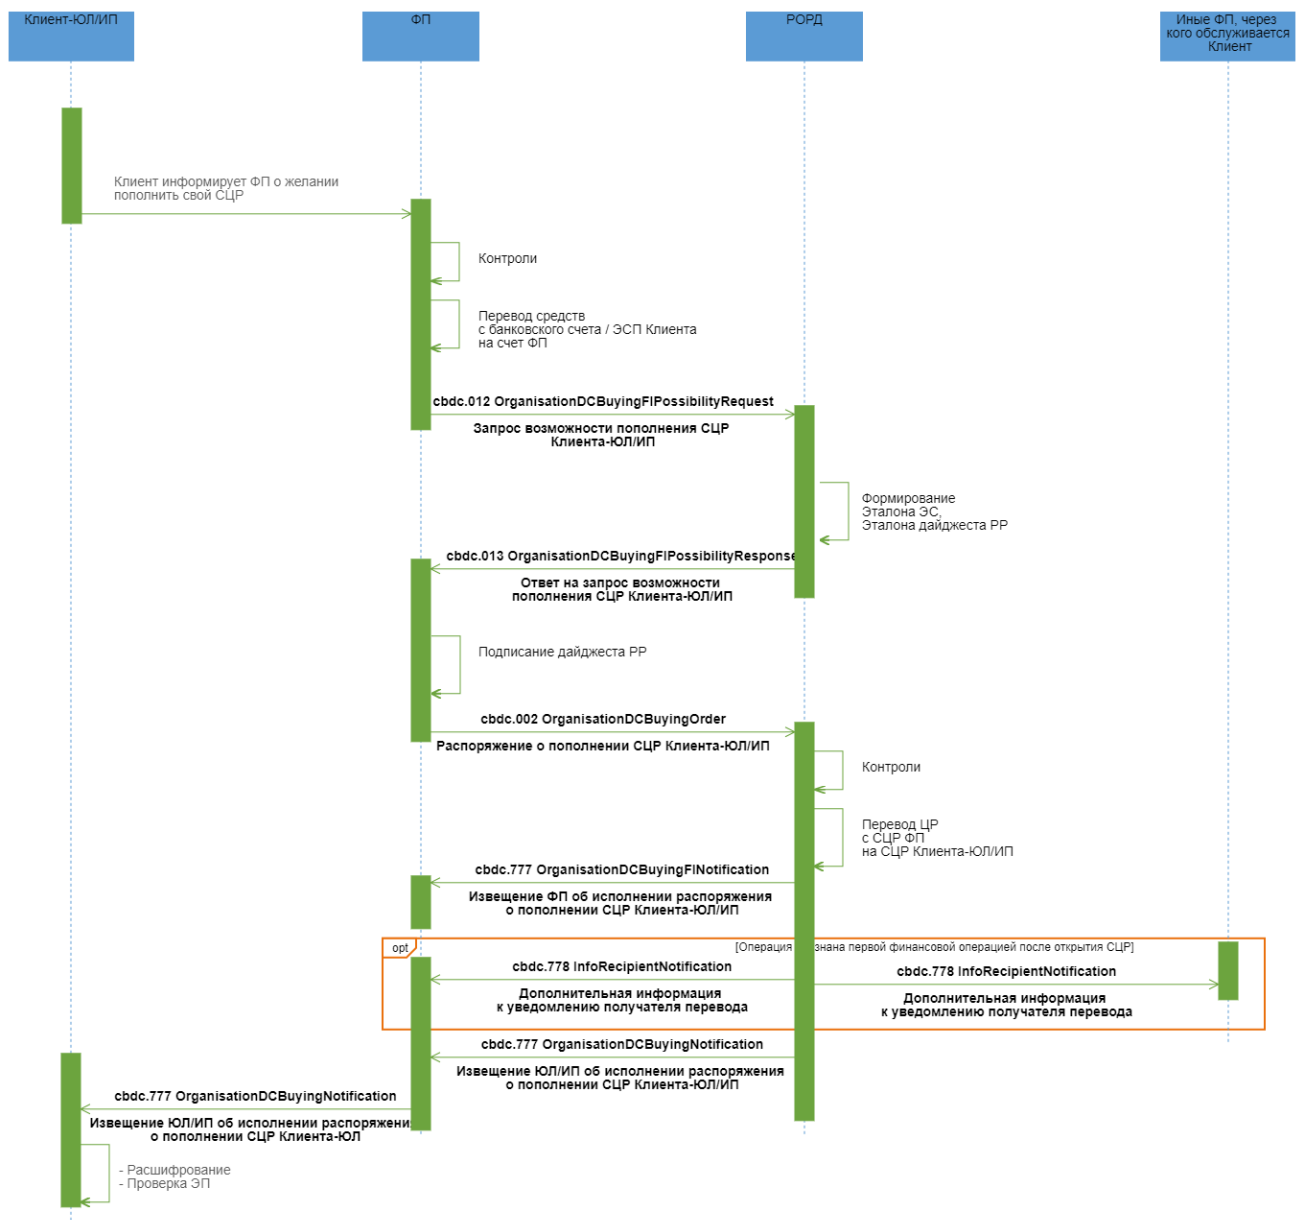 Клиент-ЮЛ/ИП
ФП
РОРД
Иные ФП, через
кого обслуживается
Клиент
Клиент информирует ФП о желании
пополнить свой СЦР
Контроли
Перевод средств
с банковского счета / ЭСП Клиента
на счет ФП
cbdc.012 OrganisationDCBuyingFIPossibilityRequest
Запрос возможности пополнения СЦР
Клиента-ЮЛ/ИП
Формирование
Эталона ЭС,
Эталона дайджеста РР
cbdc.013 OrganisationDCBuyingFIPossibilityResponse
Ответ на запрос возможности
пополнения СЦР Клиента-ЮЛ/ИП
Подписание дайджеста РР
cbdc.002 OrganisationDCBuyingOrder
Распоряжение о пополнении СЦР Клиента-ЮЛ/ИП
Контроли
Перевод ЦР
с СЦР ФП
на СЦР Клиента-ЮЛ/ИП
cbdc.777 OrganisationDCBuyingFINotification
Извещение ФП об исполнении распоряжения
о пополнении СЦР Клиента-ЮЛ/ИП
opt
[Операция первой финансовой операцией после открытия СЦР]
cbdc.778 InfoRecipientNotification
Дополнительная информация
к уведомлению получателя перевода
cbdc.778 InfoRecipientNotification
Дополнительная информация
к уведомлению получателя перевода
cbdc.777 OrganisationDCBuyingNotification
Извещение ЮЛ/ИП об исполнении распоряжения
о пополнении СЦР Клиента-ЮЛ/ИП
cbdc.777 OrganisationDCBuyingNotification
Извещение ЮЛ/ИП об исполнении распоряжения
о пополнении СЦР Клиента-ЮЛ
- Расшифрование
- Проверка ЭП